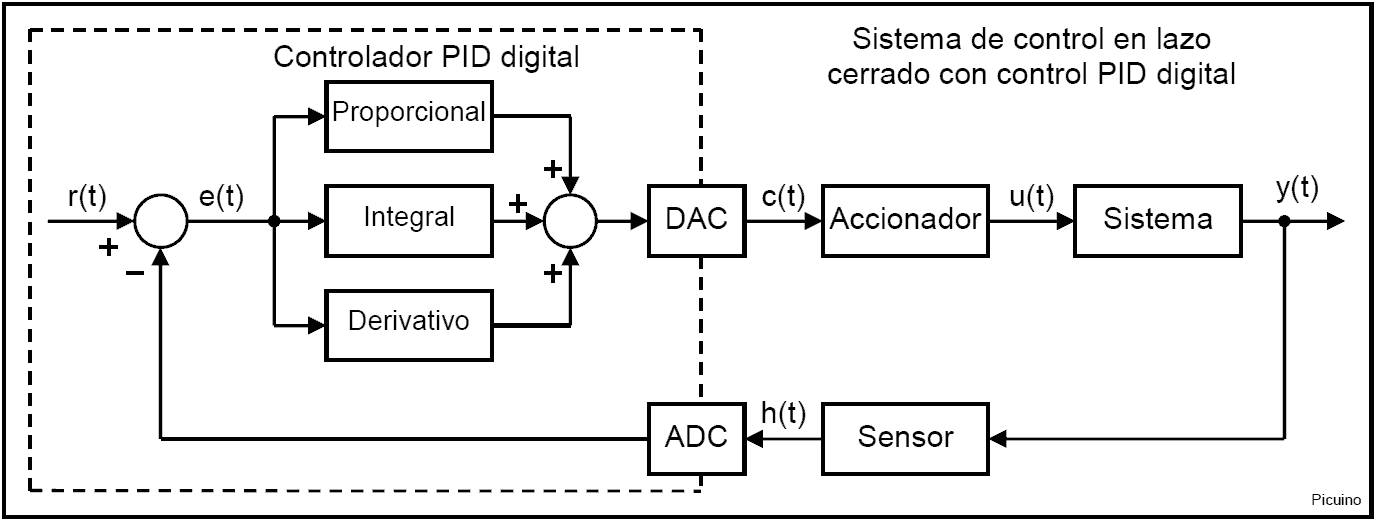 Controlador PID digital
Sistema de control en lazo
cerrado con control PID digital
Proporcional
+
r(t)
e(t)
Integral
+
DAC
c(t)
Accionador
u(t)
Sistema
y(t)
+
−
+
Derivativo
ADC
h(t)
Sensor
Picuino